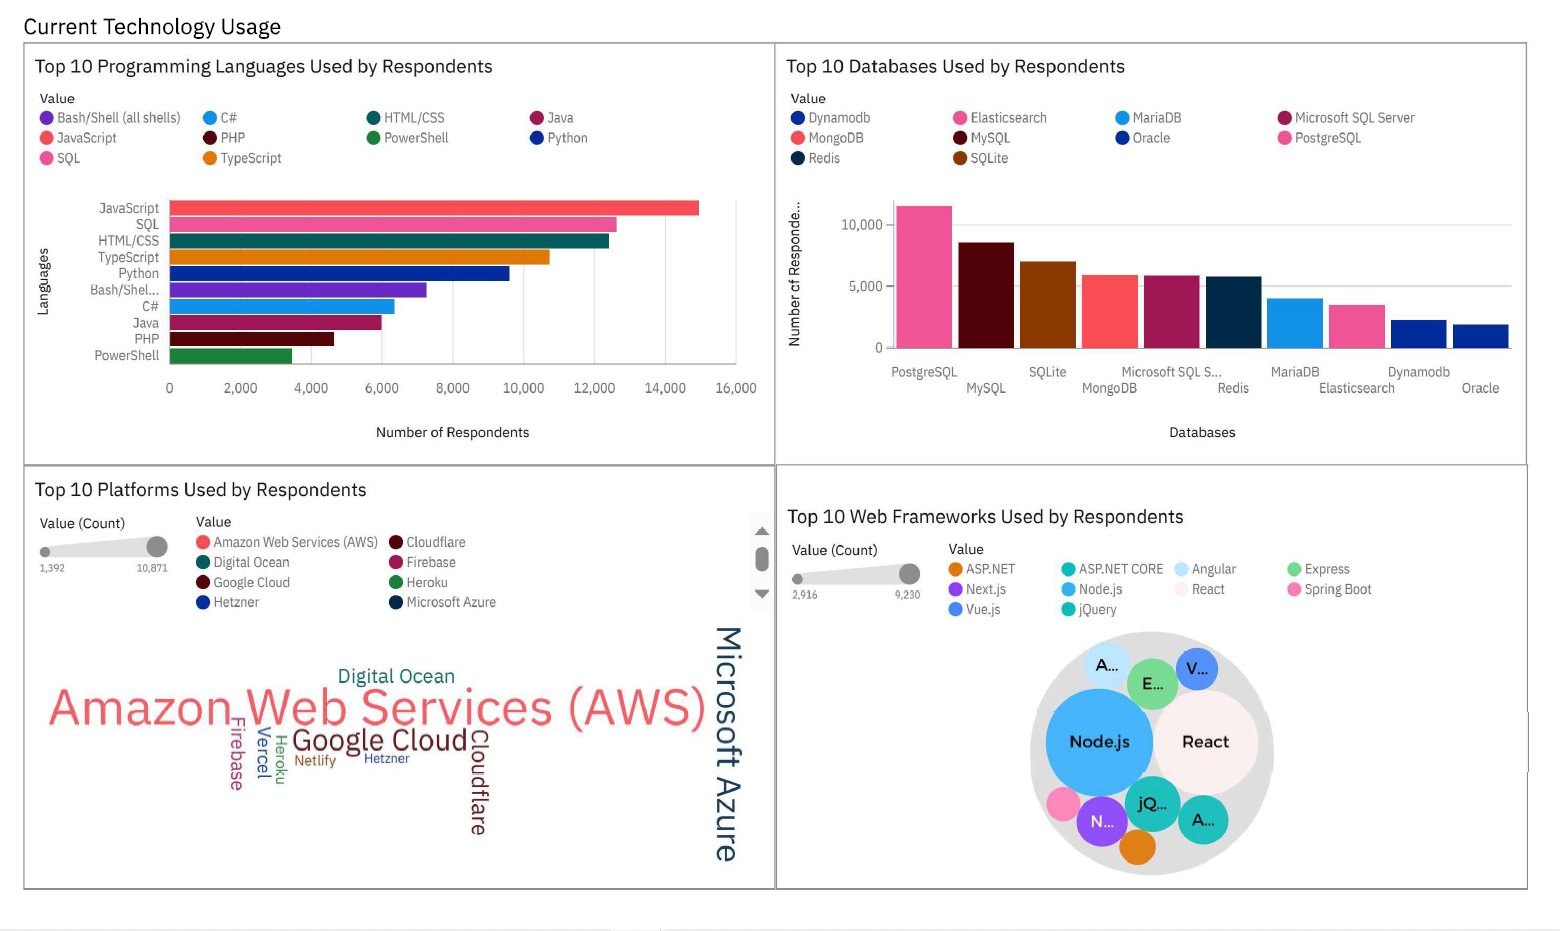 Current Technology Usage
Top 10 Programming Languages Used by Respondents
Value
Bash/Shell (all shells) C# HTML/CSS Java
JavaScript PHP PowerShell Python
SQL TypeScript
Languages
JavaScript
SQL
HTML/CSS
TypeScript
Python
Bash/Shel...
C#
Java
PHP
PowerShell
0 2,000 4,000 6,000 8,000 10,000 12,000 14,000 16,000
Number of Respondents
Top 10 Databases Used by Respondents
Value
Dynamodb Elasticsearch MariaDB Microsoft SQL Server
MongoDB MySQL Oracle PostgreSQL
Redis SQLite
Number of Responde...
10,000
5,000
0
PostgreSQL SQLite Microsoft SQL S... MariaDB Dynamodb
MySQL MongoDB Redis Elasticsearch Oracle
Databases
Top 10 Platforms Used by Respondents
Value (Count)
1,392 10,871
Value
Amazon Web Services (AWS) Cloudflare
Digital Ocean Firebase
Google Cloud Heroku
Hetzner Microsoft Azure
Digital Ocean
Amazon Web Services (AWS)
Microsoft Azure
Firebase
Vercel
Heroku
Google Cloud
Netlify
Hetzner
Cloudflare
Top 10 Web Frameworks Used by Respondents
Value (Count)
2,916 9,230
Value
ASP.NET ASP.NET CORE Angular Express
Next.js Node.js React Spring Boot
Vue.js jQuery
A...
E...
V...
Node.js
React
jQ...
N...
A...